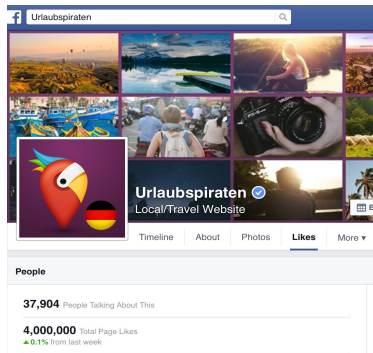 f Urlaubspiraten
Urlaubspiraten
Local/Travel Website
Timeline About Photos Likes More ▾
People
37,904 People Talking About This
4,000,000 Total Page Likes
▲0.1% from last week